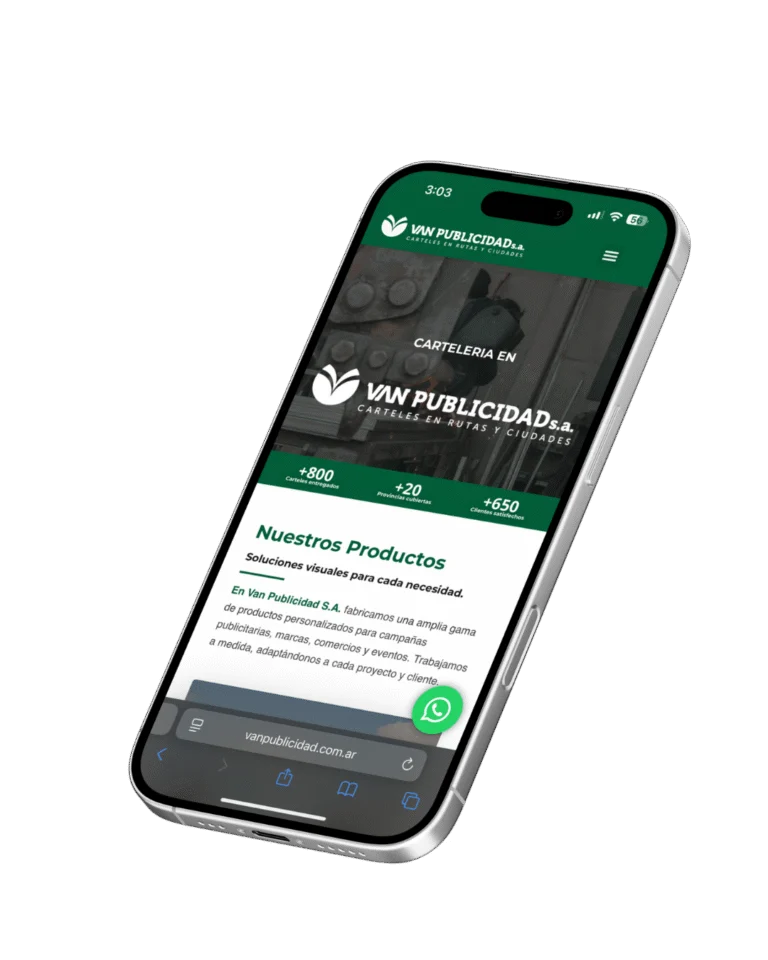 3:03
56
VAN PUBLICIDAD s.a.
CARTELES EN RUTAS Y CIUDADES
CARTELERIA EN
VAN PUBLICIDAD s.a.
CARTELES EN RUTAS Y CIUDADES
+800
Carteles entregados
+20
Provincias cubiertas
+650
Clientes satisfechos
Nuestros Productos
Soluciones visuales para cada necesidad.
En Van Publicidad S.A. fabricamos una amplia gama
de productos personalizados para campañas
publicitarias, marcas, comercios y eventos. Trabajamos
a medida, adaptándonos a cada proyecto y cliente.
vanpublicidad.com.ar